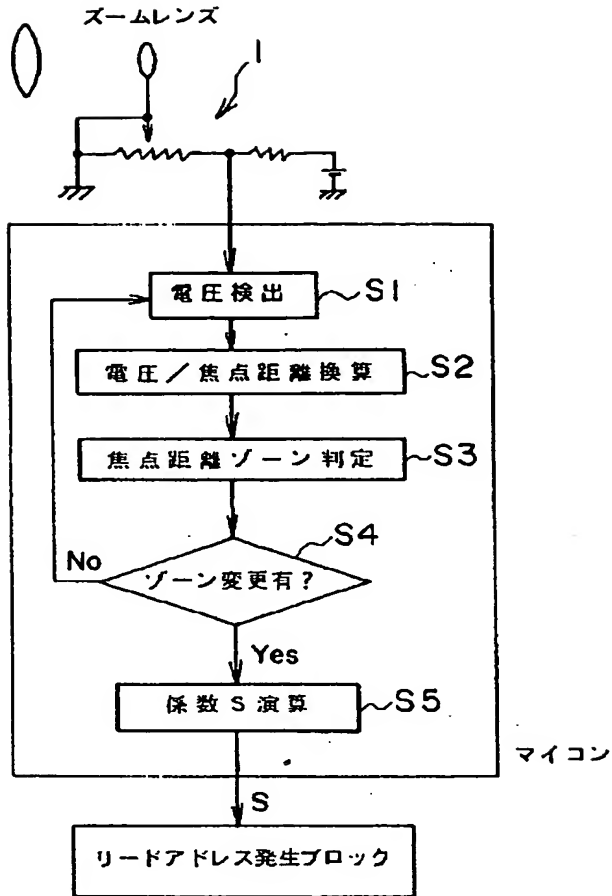 ズームレンズ
1
電圧検出 S1
電圧/焦点距離換算 S2
焦点距離ゾーン判定 S3
S4
No
ゾーン変更有?
Yes
係数S演算 S5
マイコン
S
リードアドレス発生ブロック